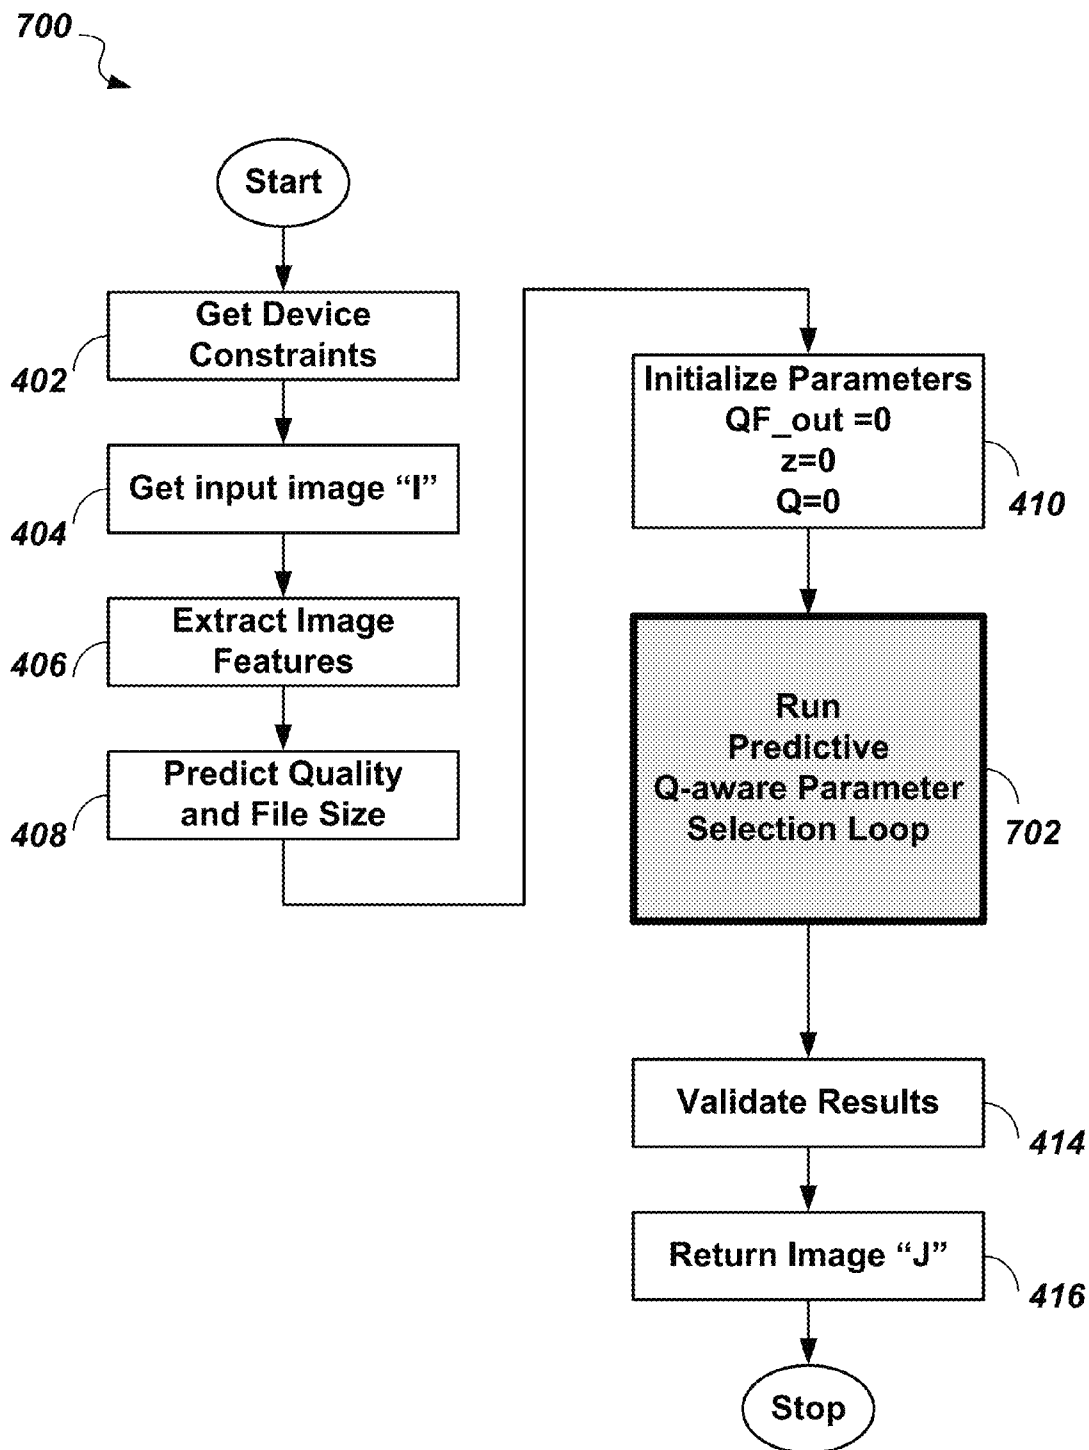 700
Start
Get Device
Constraints
402
Get input image “I”
404
Extract Image
Features
406
Predict Quality
and File Size
408
Initialize Parameters
QF_out =0
z=0
Q=0
410
Run
Predictive
Q-aware Parameter
Selection Loop
702
Validate Results
414
Return Image “J”
416
Stop